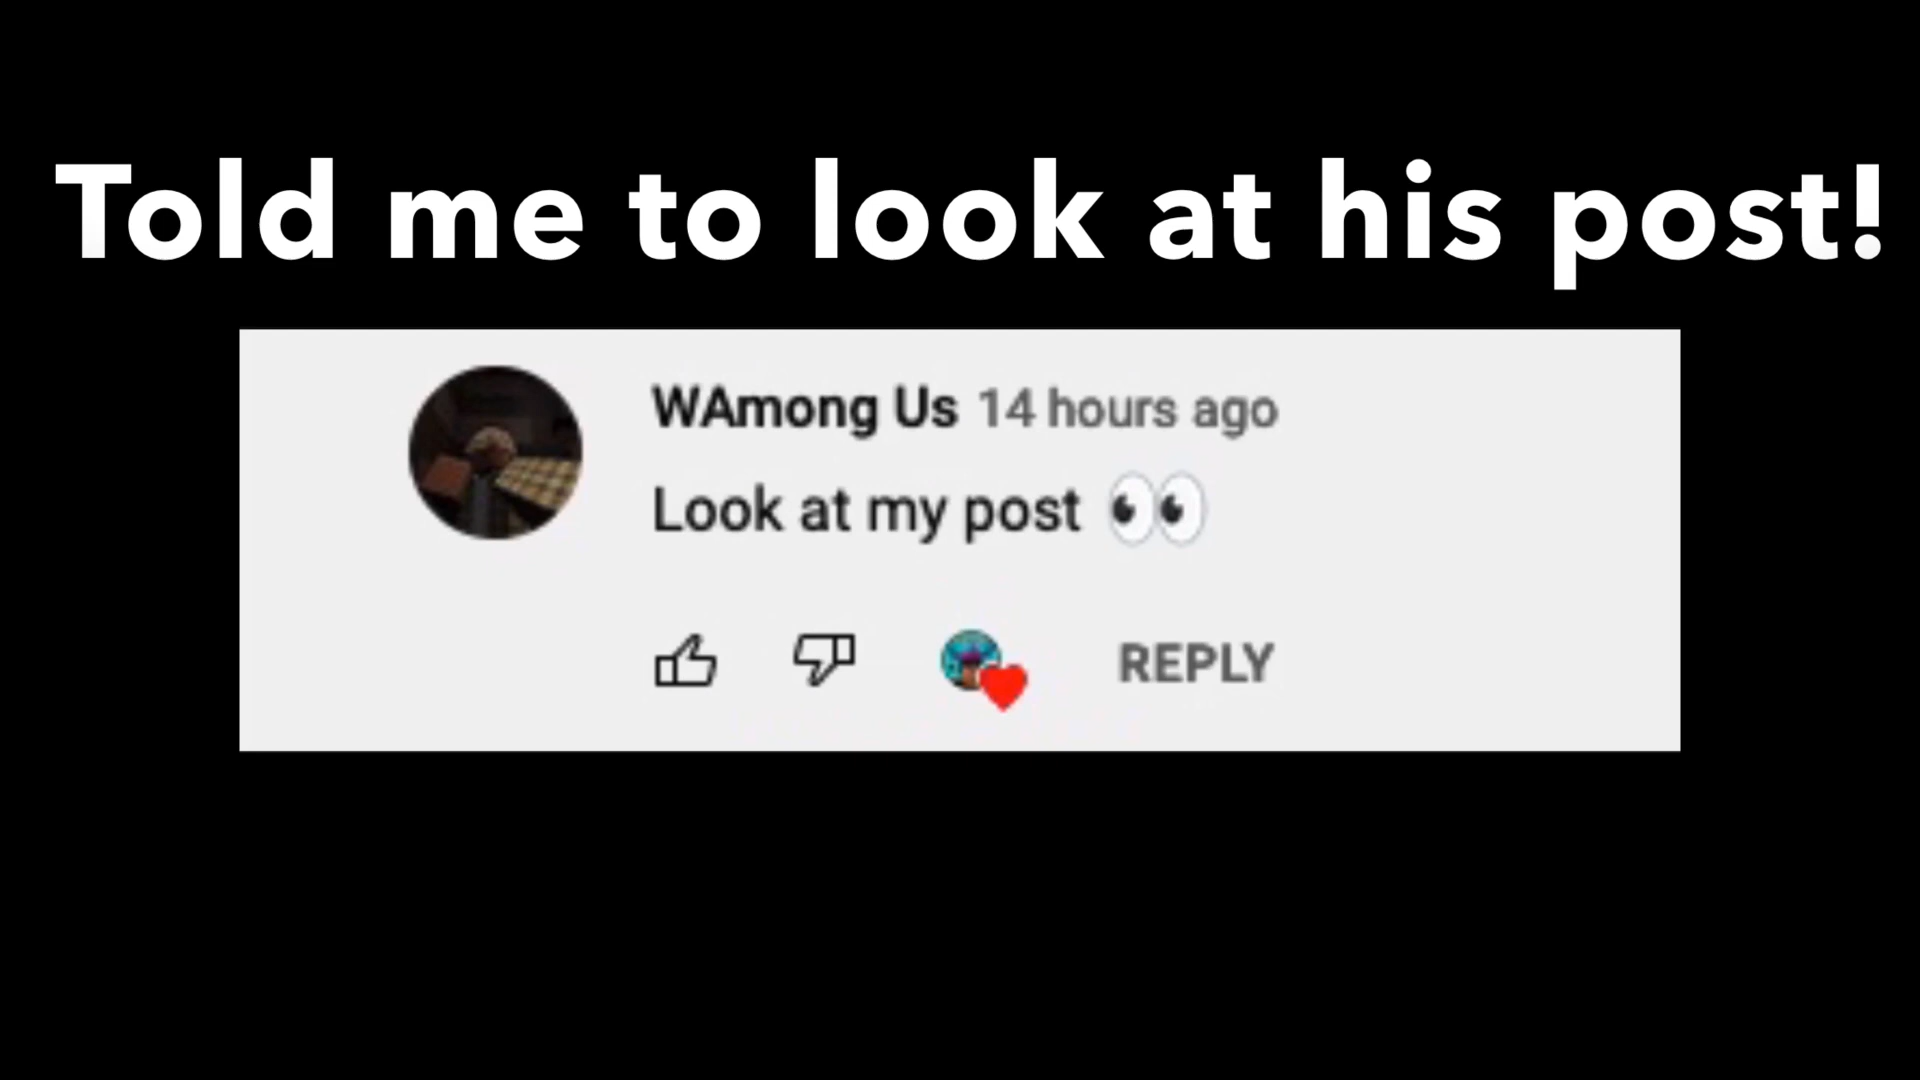 Told me to look at his post!
WAmong Us 14 hours ago
Look at my post 👀
REPLY